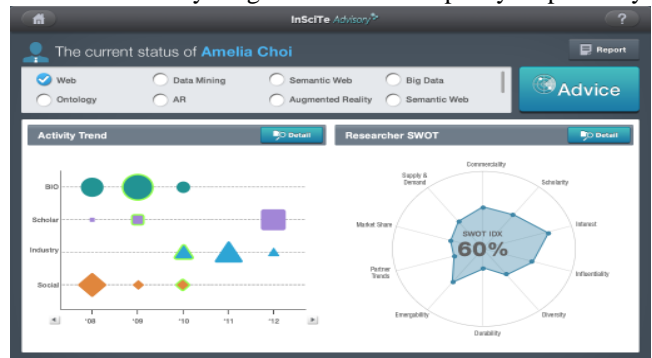 InSciTe Advisory
?
The current status of Amelia Choi
Report
Web Data Mining Semantic Web Big Data
Ontology AR Augmented Reality Semantic Web
Advice
Activity Trend Detail
BIO
Scholar
Industry
Social
'08 '09 '10 '11 '12
Researcher SWOT Detail
Commerciality
Scholarity
Interest
Influentiality
Diversity
Durability
Emergability
Partner
Trends
Market Share
Supply &
Demand
SWOT IDX
60%